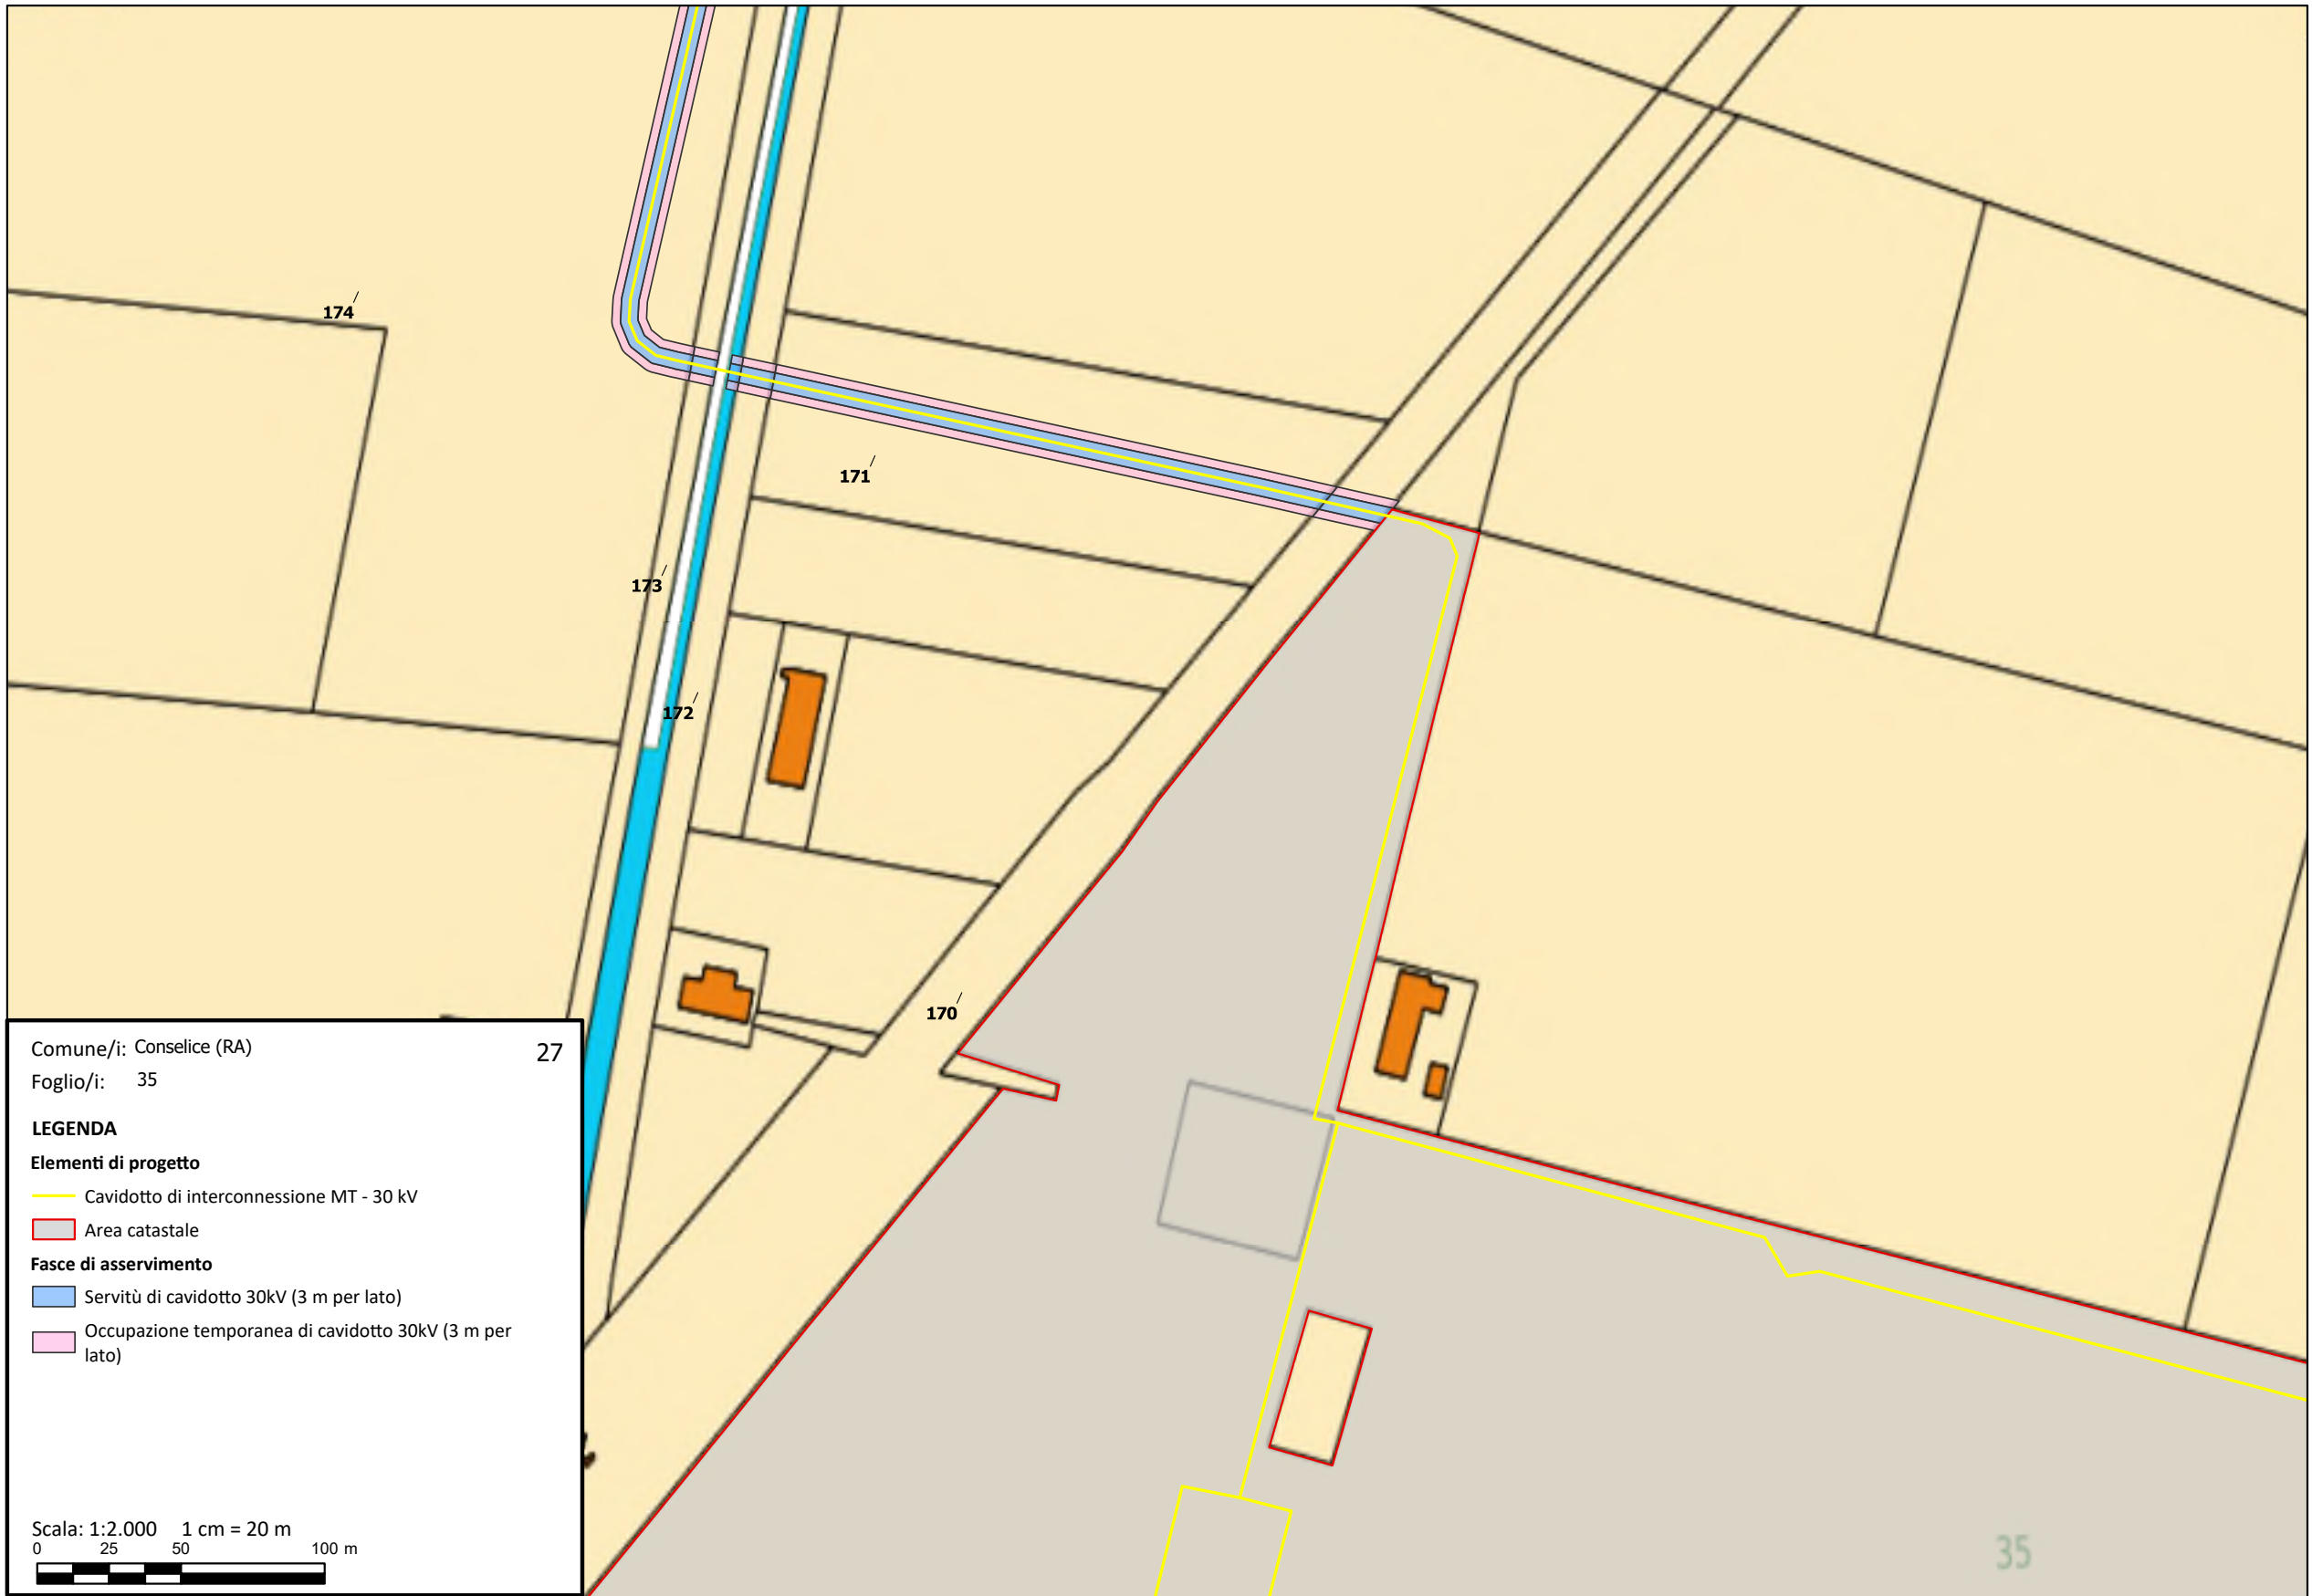 174
171
173
172
170
Comune/i: Conselice (RA)
27
Foglio/i: 35
LEGENDA
Elementi di progetto
Cavidotto di interconnessione MT - 30 kV
Area catastale
Fasce di asservimento
Servitù di cavidotto 30kV (3 m per lato)
Occupazione temporanea di cavidotto 30kV (3 m per
lato)
Scala: 1:2.000 1 cm = 20 m
0 25 50 100 m
35